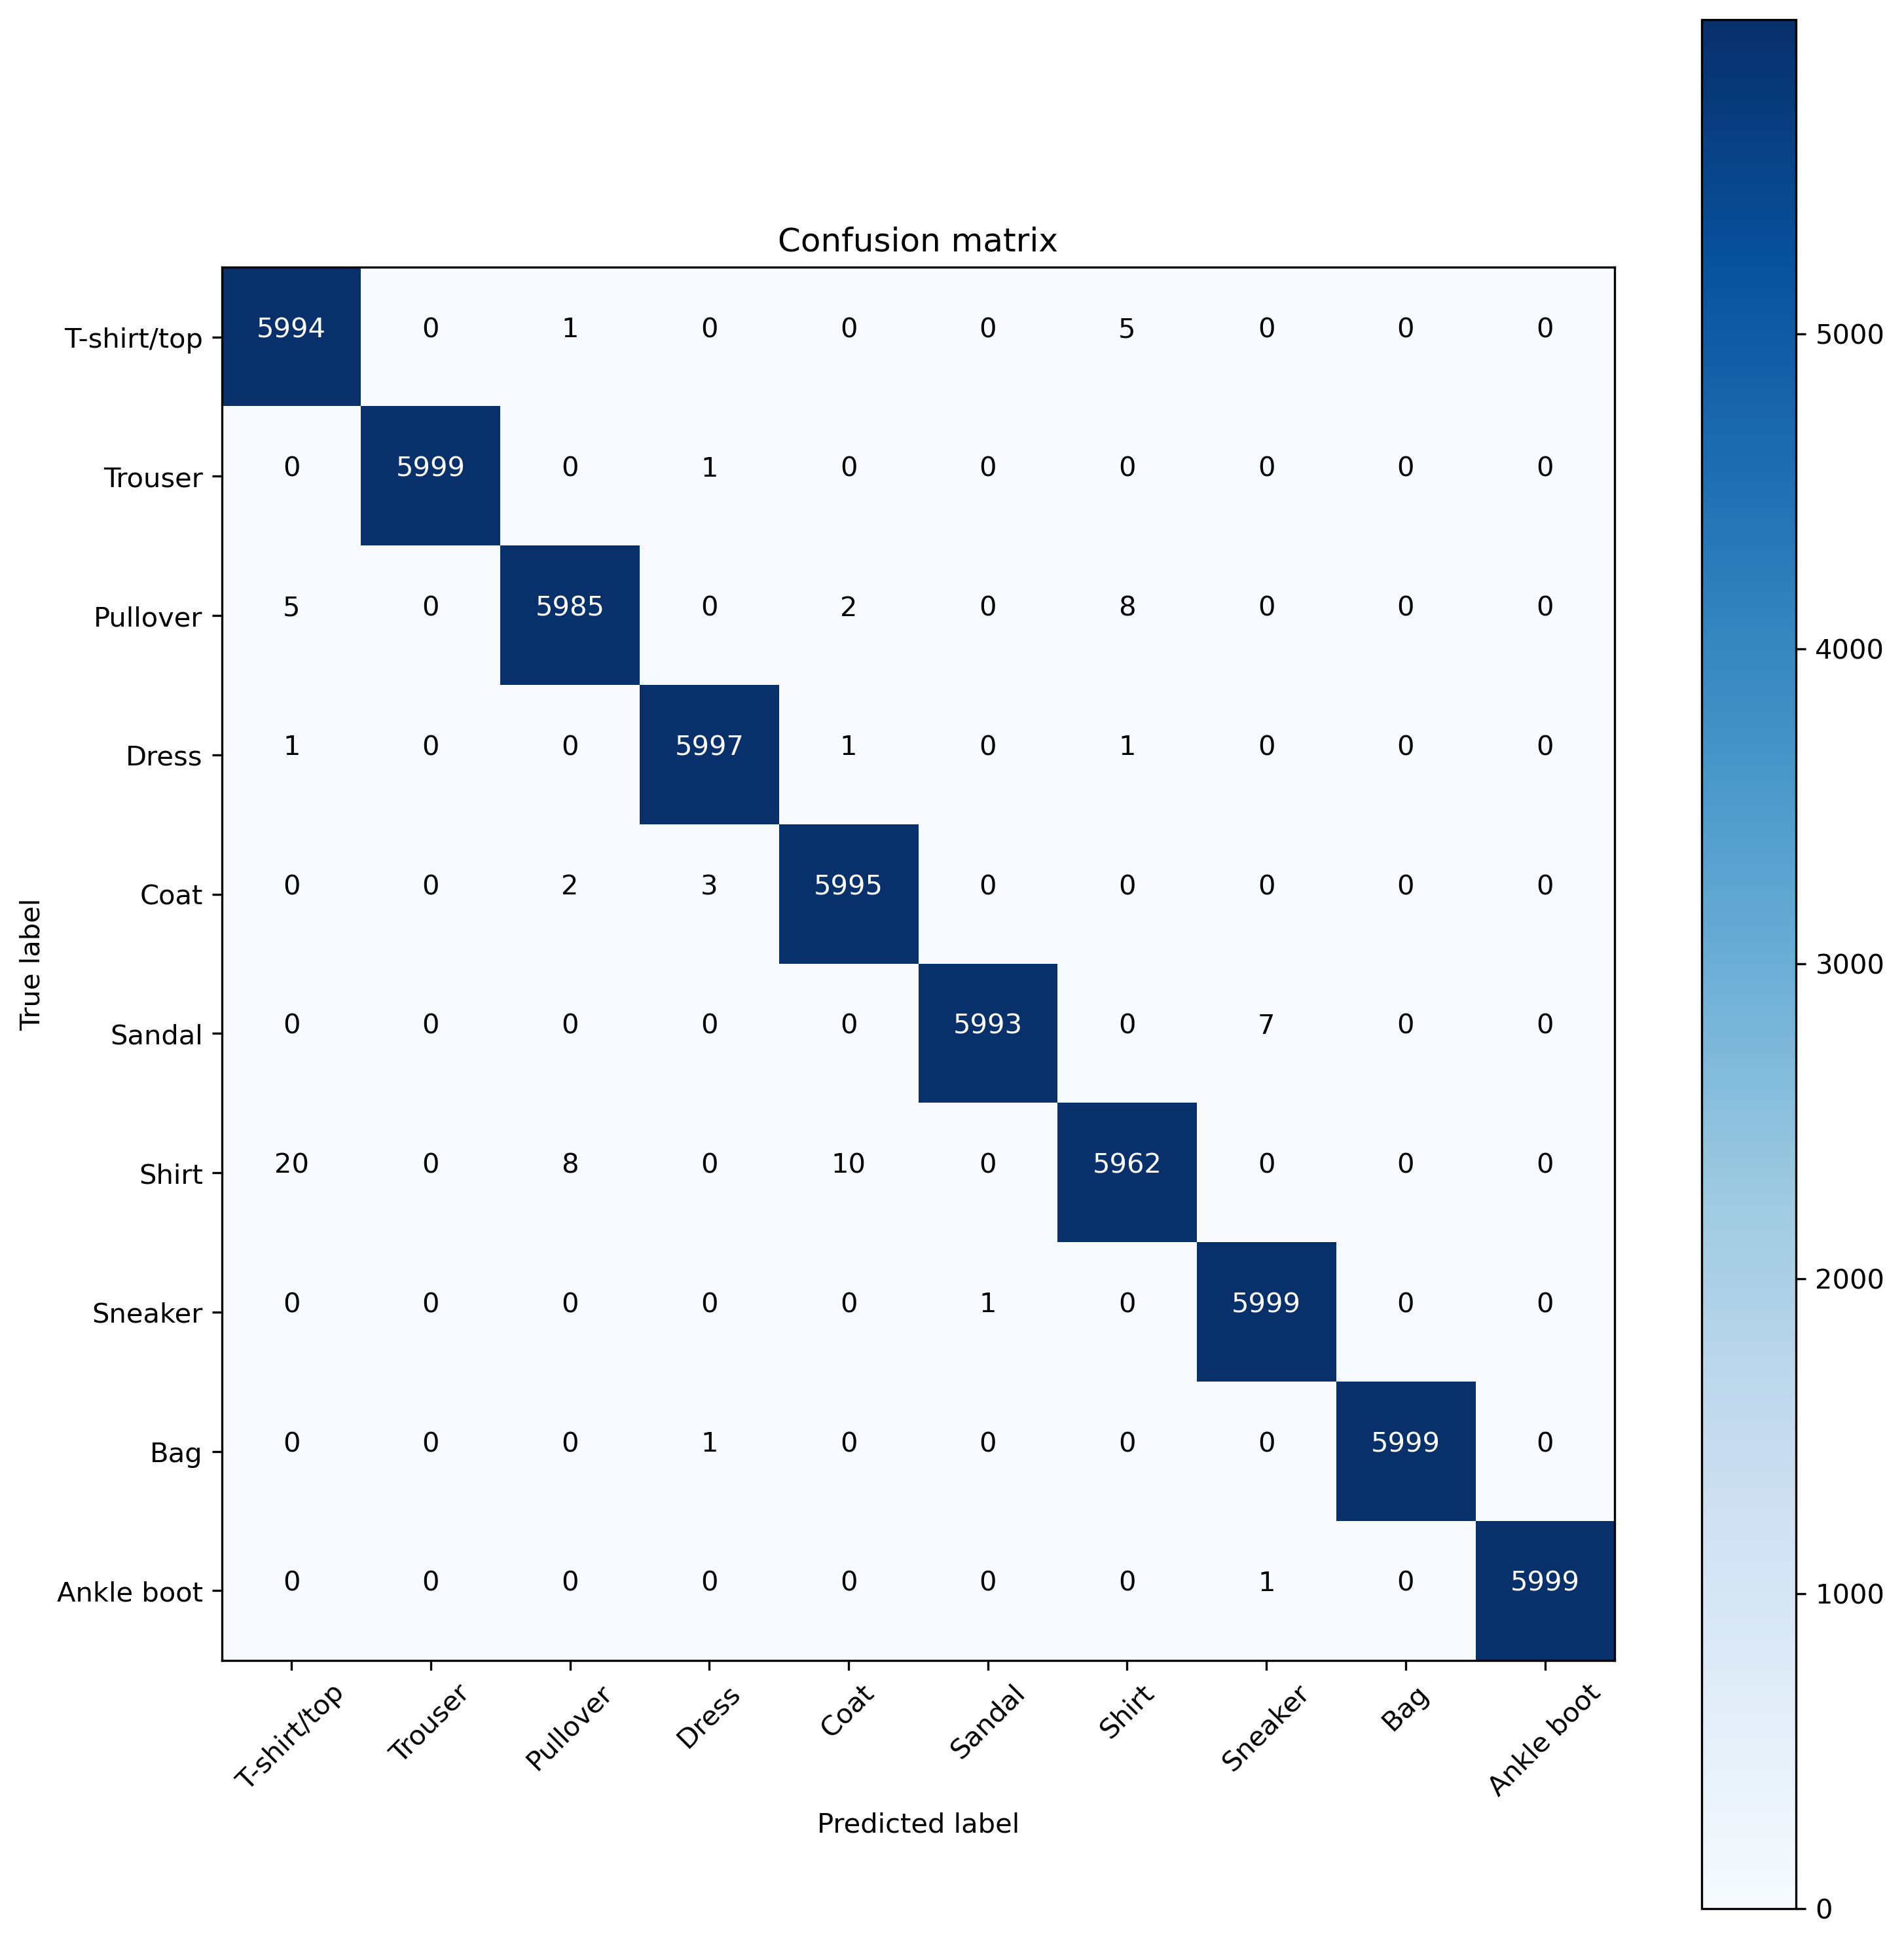 Confusion matrix
T-shirt/top 5994 0 1 0 0 0 5 0 0 0
Trouser 0 5999 0 1 0 0 0 0 0 0
Pullover 5 0 5985 0 2 0 8 0 0 0
Dress 1 0 0 5997 1 0 1 0 0 0
Coat 0 0 2 3 5995 0 0 0 0 0
Sandal 0 0 0 0 0 5993 0 7 0 0
Shirt 20 0 8 0 10 0 5962 0 0 0
Sneaker 0 0 0 0 0 1 0 5999 0 0
Bag 0 0 0 1 0 0 0 0 5999 0
Ankle boot 0 0 0 0 0 0 0 1 0 5999
True label
T-shirt/top Trouser Pullover Dress Coat Sandal Shirt Sneaker Bag Ankle boot
Predicted label
5000
4000
3000
2000
1000
0